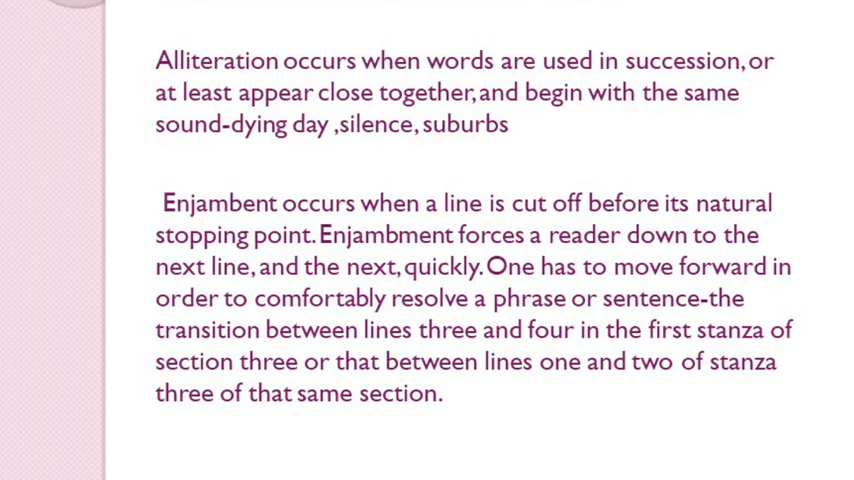 Alliteration occurs when words are used in succession, or
at least appear close together, and begin with the same
sound-dying day ,silence, suburbs
Enjambent occurs when a line is cut off before its natural
stopping point. Enjambment forces a reader down to the
next line, and the next, quickly. One has to move forward in
order to comfortably resolve a phrase or sentence-the
transition between lines three and four in the first stanza of
section three or that between lines one and two of stanza
three of that same section.